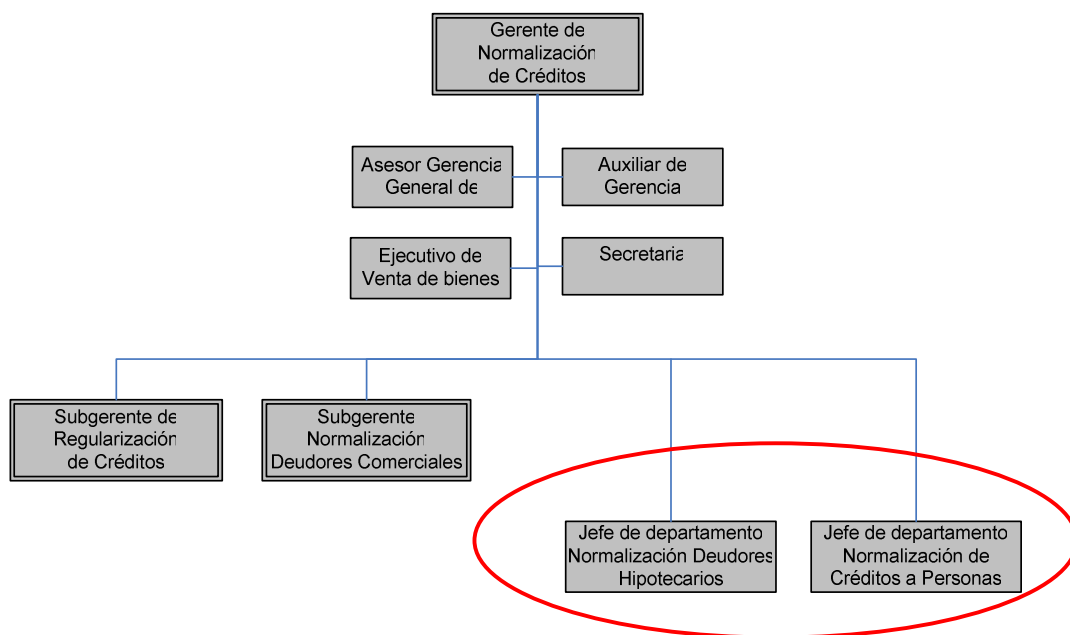 Gerente de
Normalización
de Créditos
Asesor Gerencia
General de
Auxiliar de
Gerencia
Ejecutivo de
Venta de bienes
Secretaria
Subgerente de
Regularización
de Créditos
Subgerente
Normalización
Deudores Comerciales
Jefe de departamento
Normalización Deudores
Hipotecarios
Jefe de departamento
Normalización de
Créditos a Personas